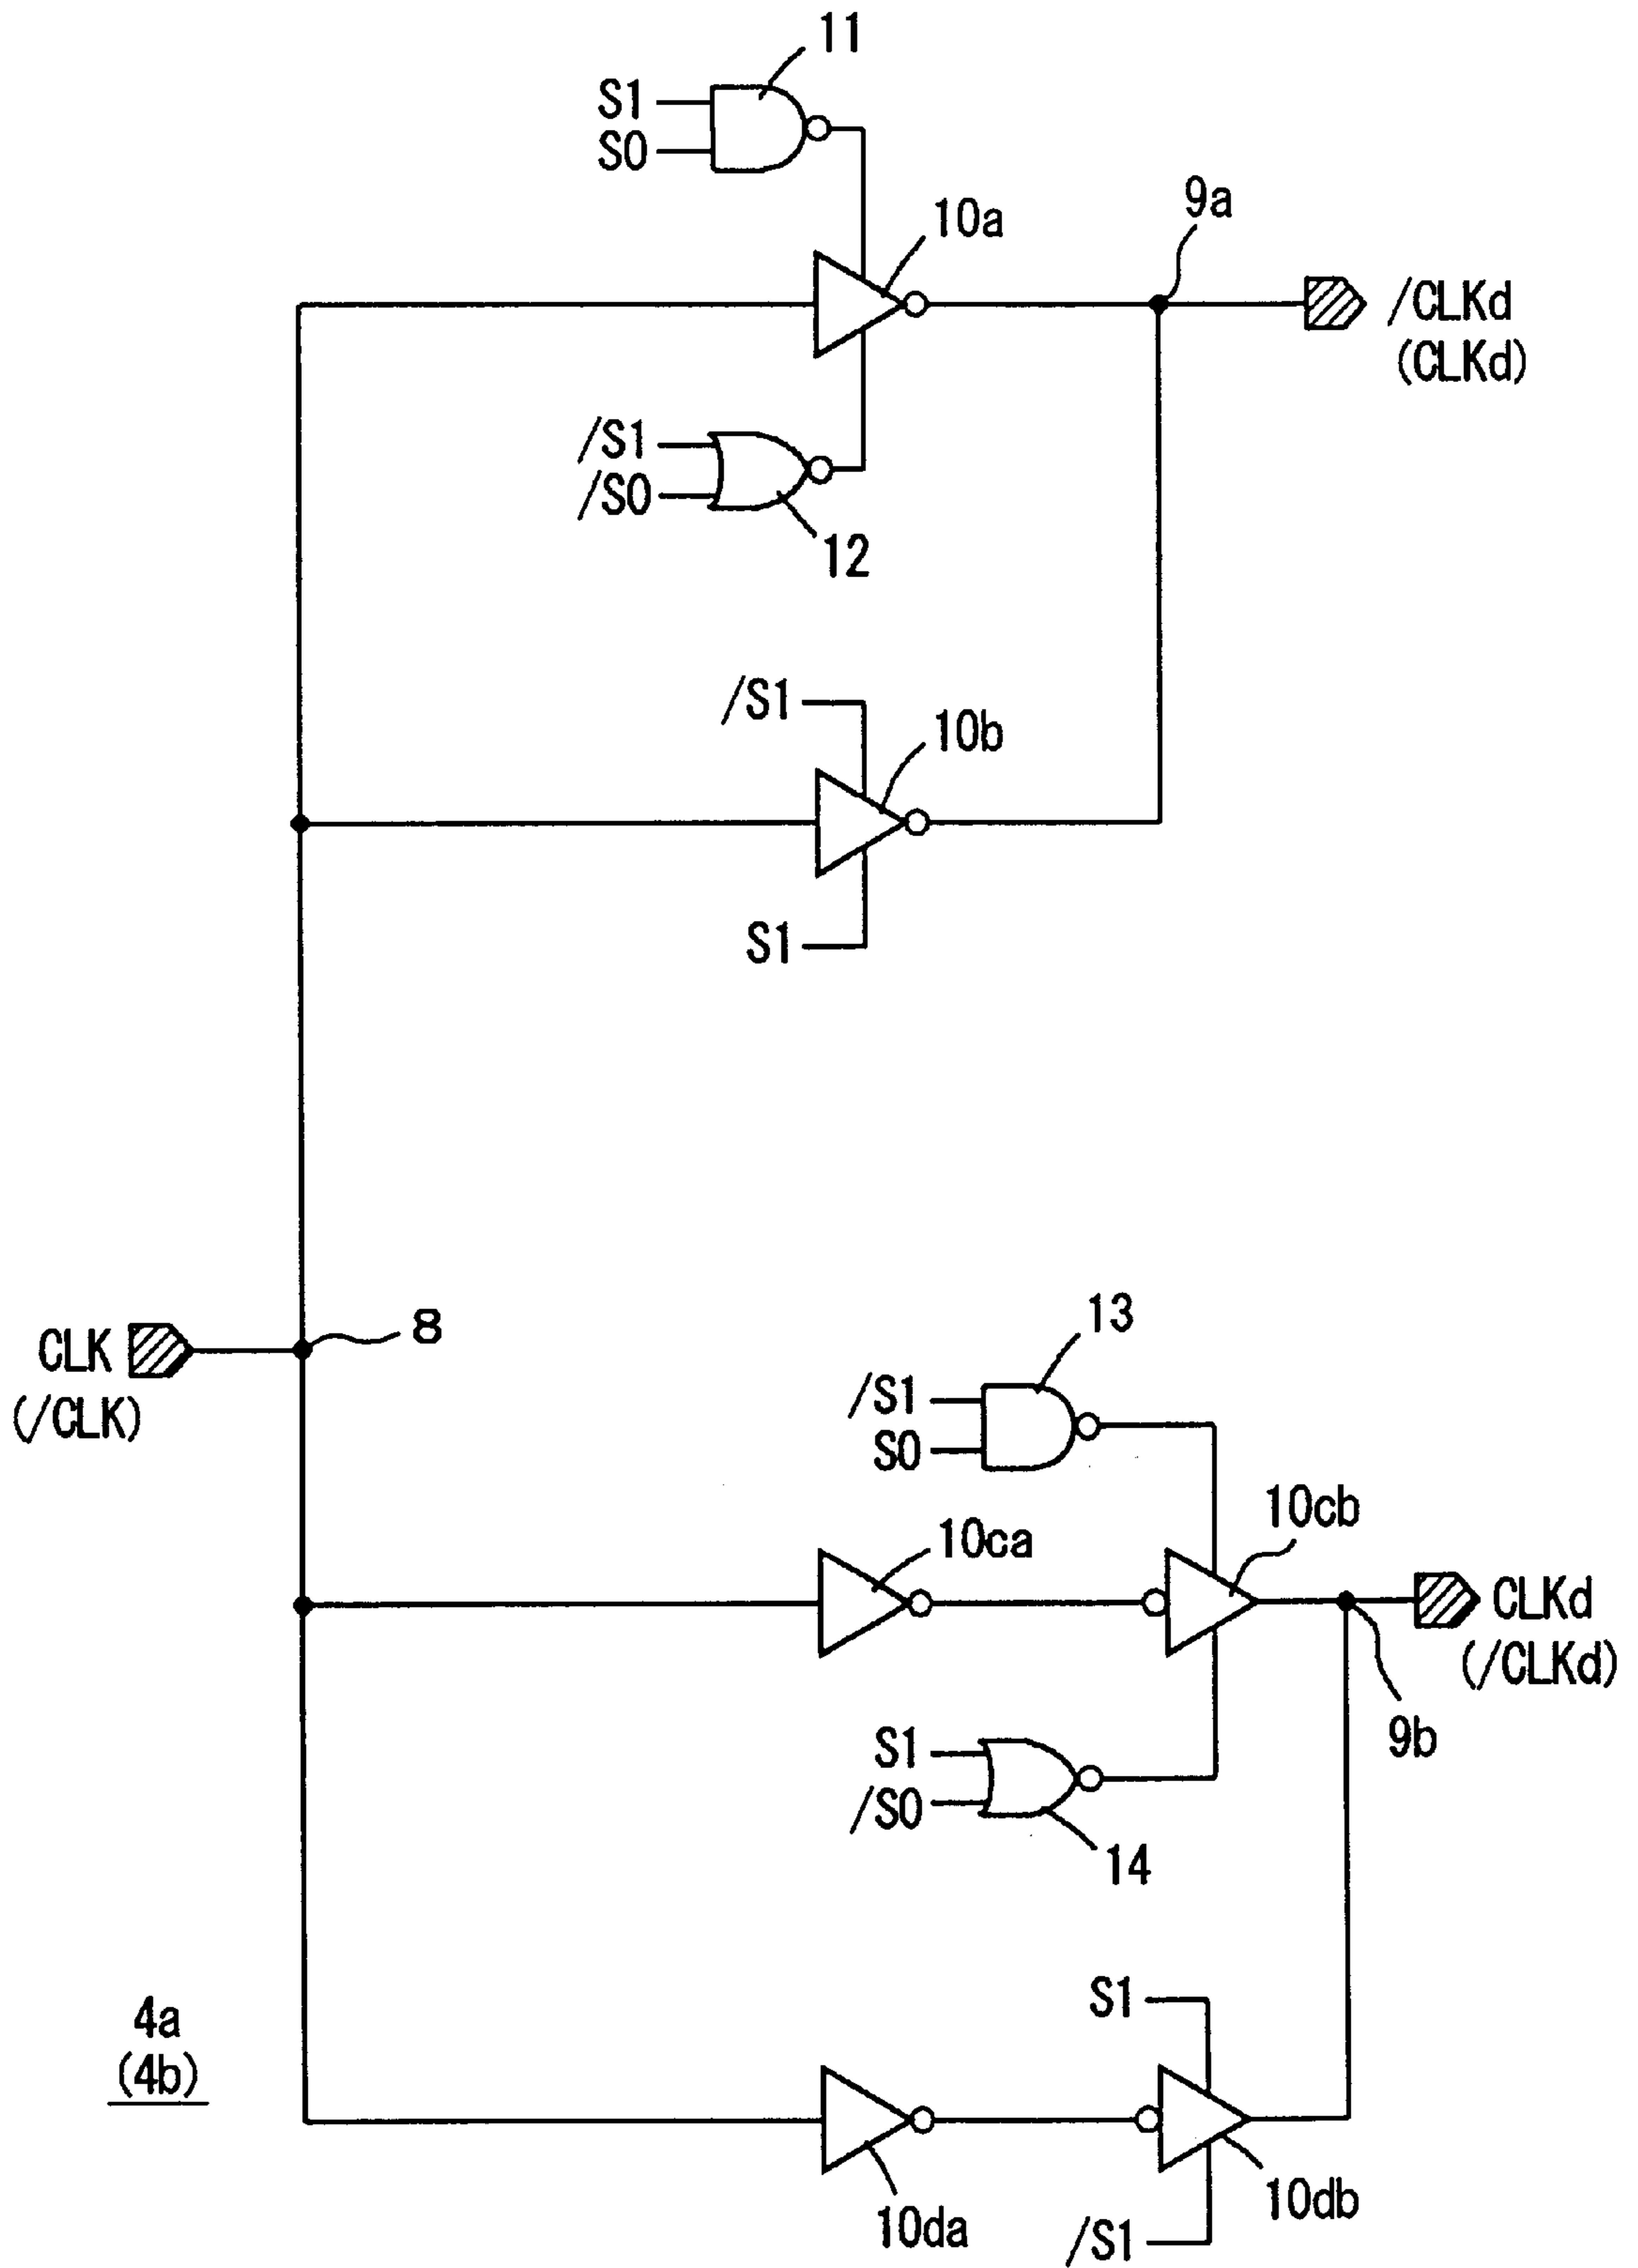 11
S1
S0
10a
9a
/CLKd
(CLKd)
/S1
/S0
12
/S1
10b
S1
CLK
(/CLK)
8
13
/S1
S0
10ca
10cb
CLKd
(/CLKd)
9b
S1
/S0
14
4a
(4b)
S1
10da
10db
/S1